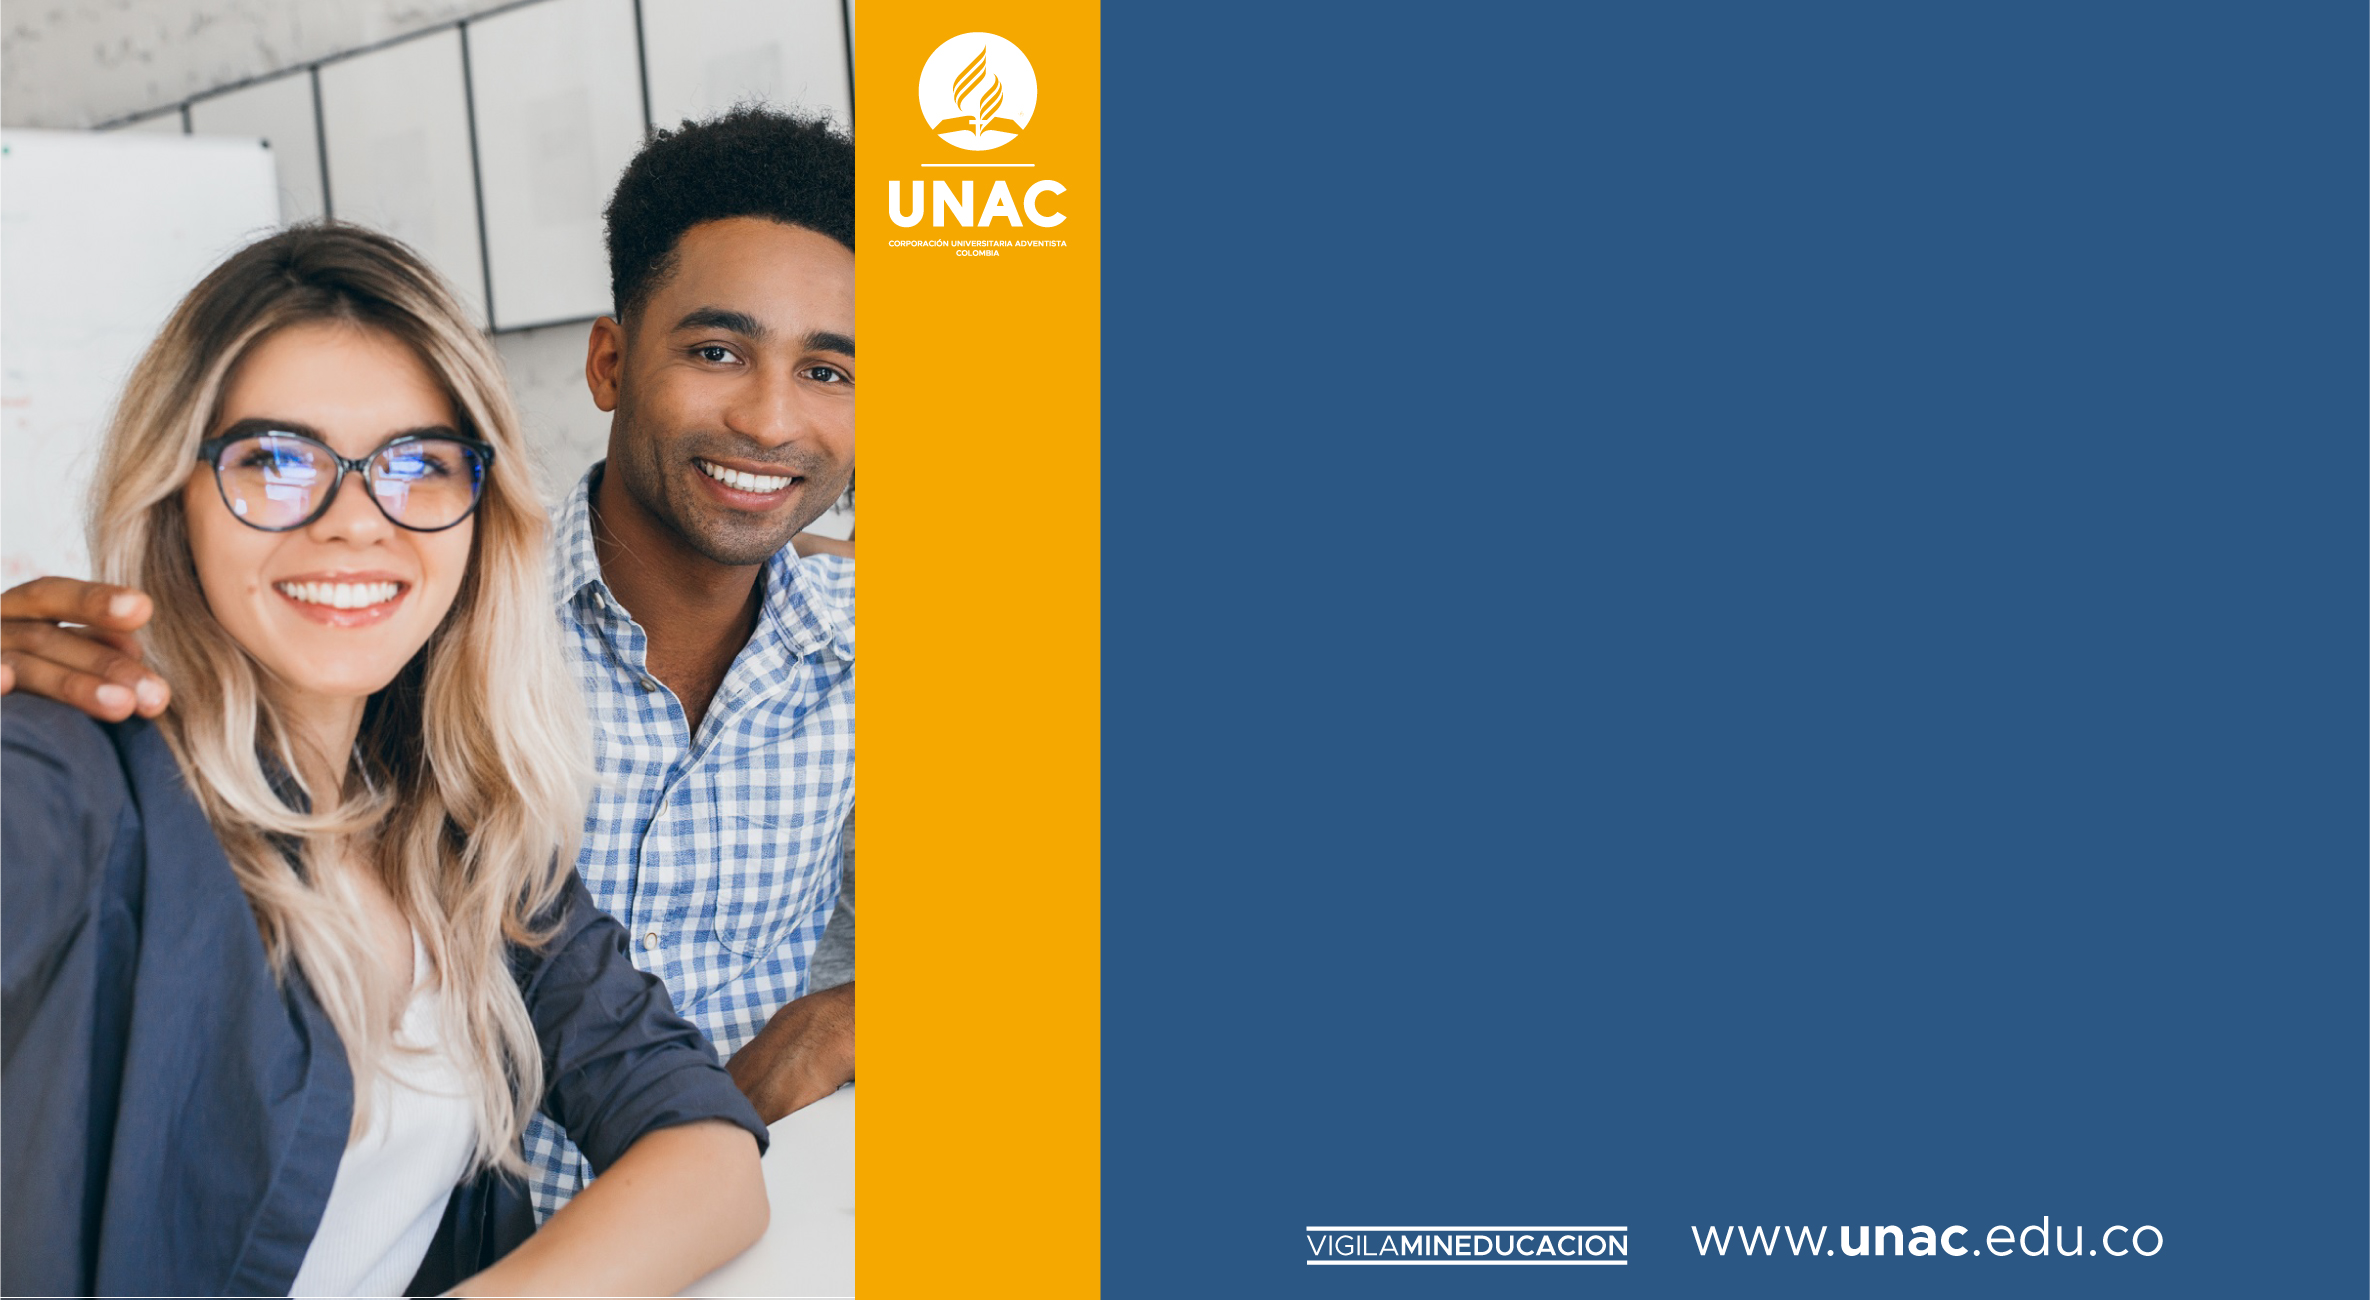 UNAC
CORPORACIÓN UNIVERSITARIA ADVENTISTA
COLOMBIA
VIGILAMINEDUCACION
www.unac.edu.co